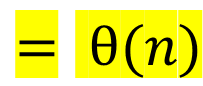 = θ(n)